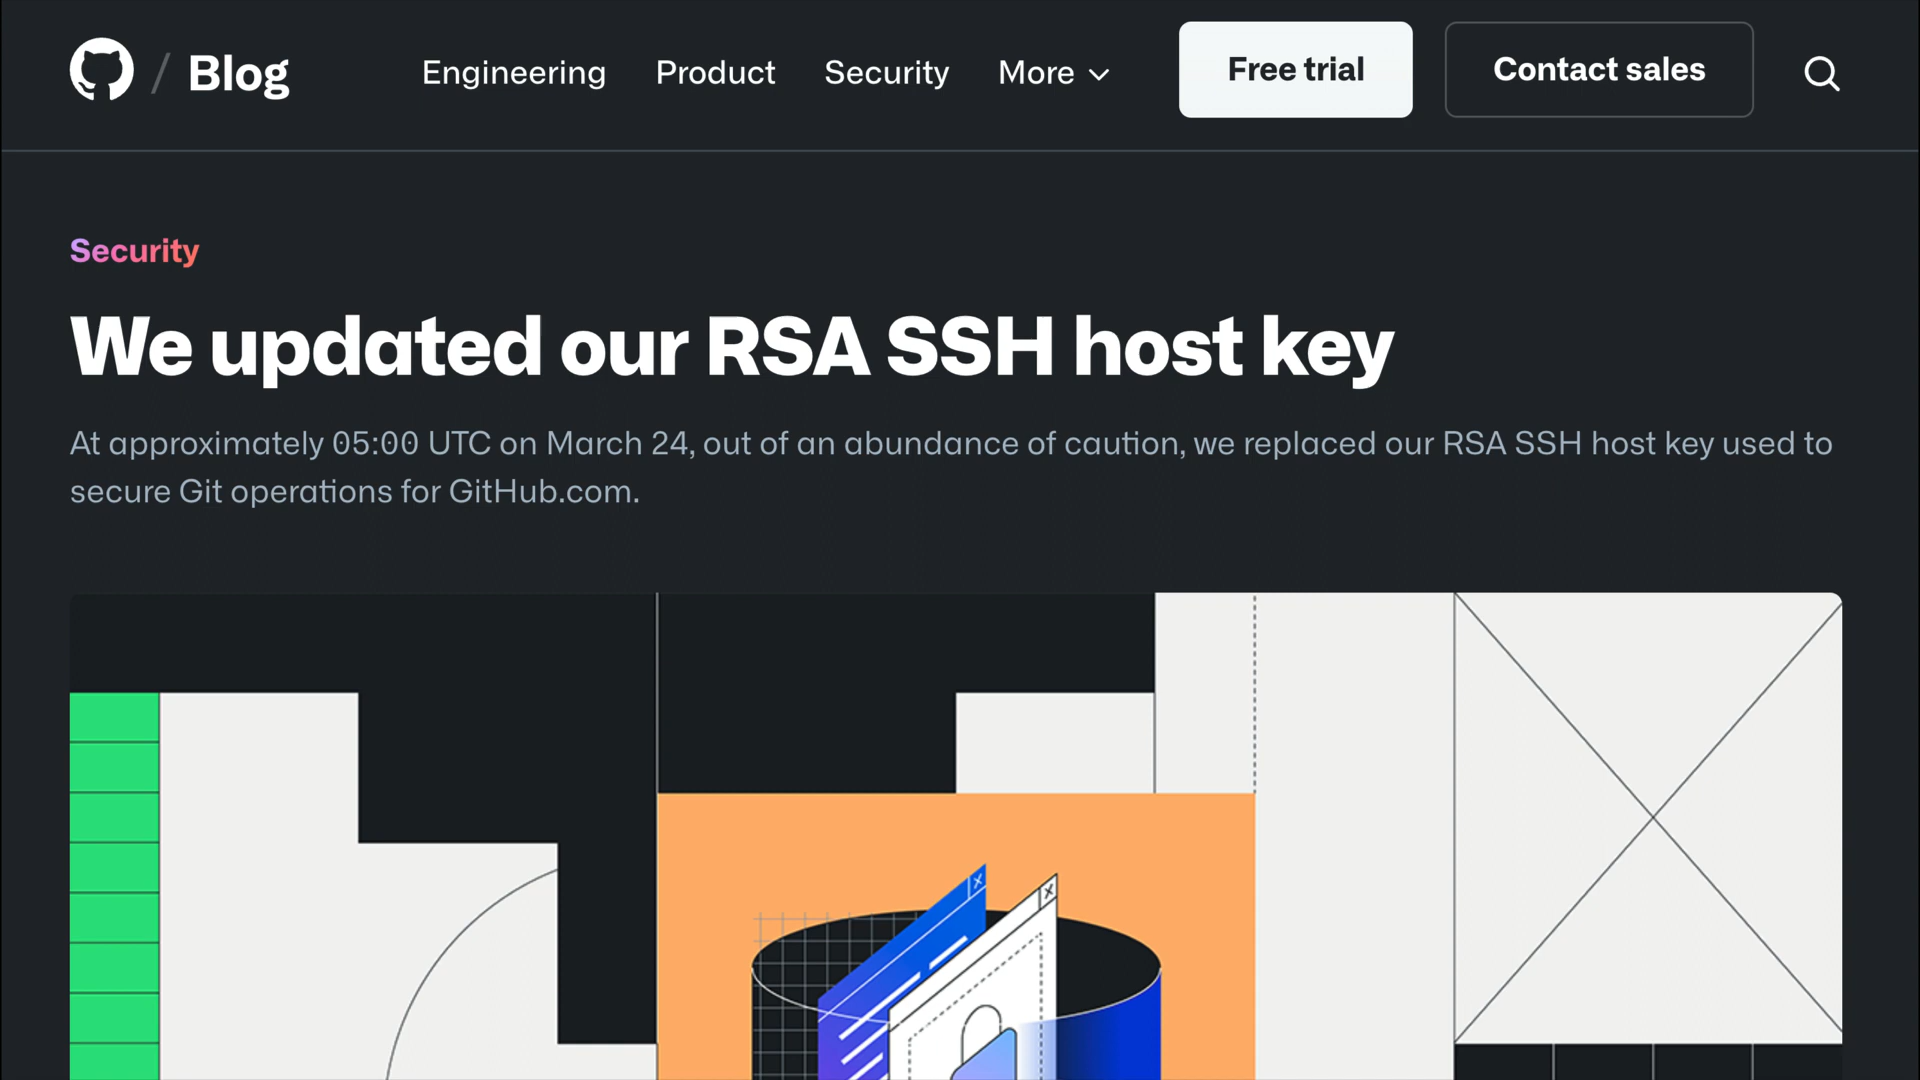 / Blog Engineering Product Security More Free trial Contact sales
Security
We updated our RSA SSH host key
At approximately 05:00 UTC on March 24, out of an abundance of caution, we replaced our RSA SSH host key used to
secure Git operations for GitHub.com.